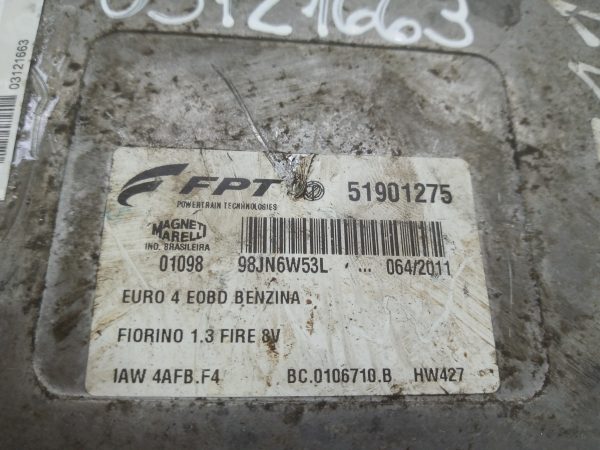 03121663
03121663
FPT 51901275
POWERTRAIN TECHNOLOGIES
MAGNETI
MARELLI
IND. BRASILEIRA
01098 98JN6W53L 064/2011
EURO 4 EOBD BENZINA
FIORINO 1.3 FIRE 8V
IAW 4AFB.F4 BC.0106710.B HW427